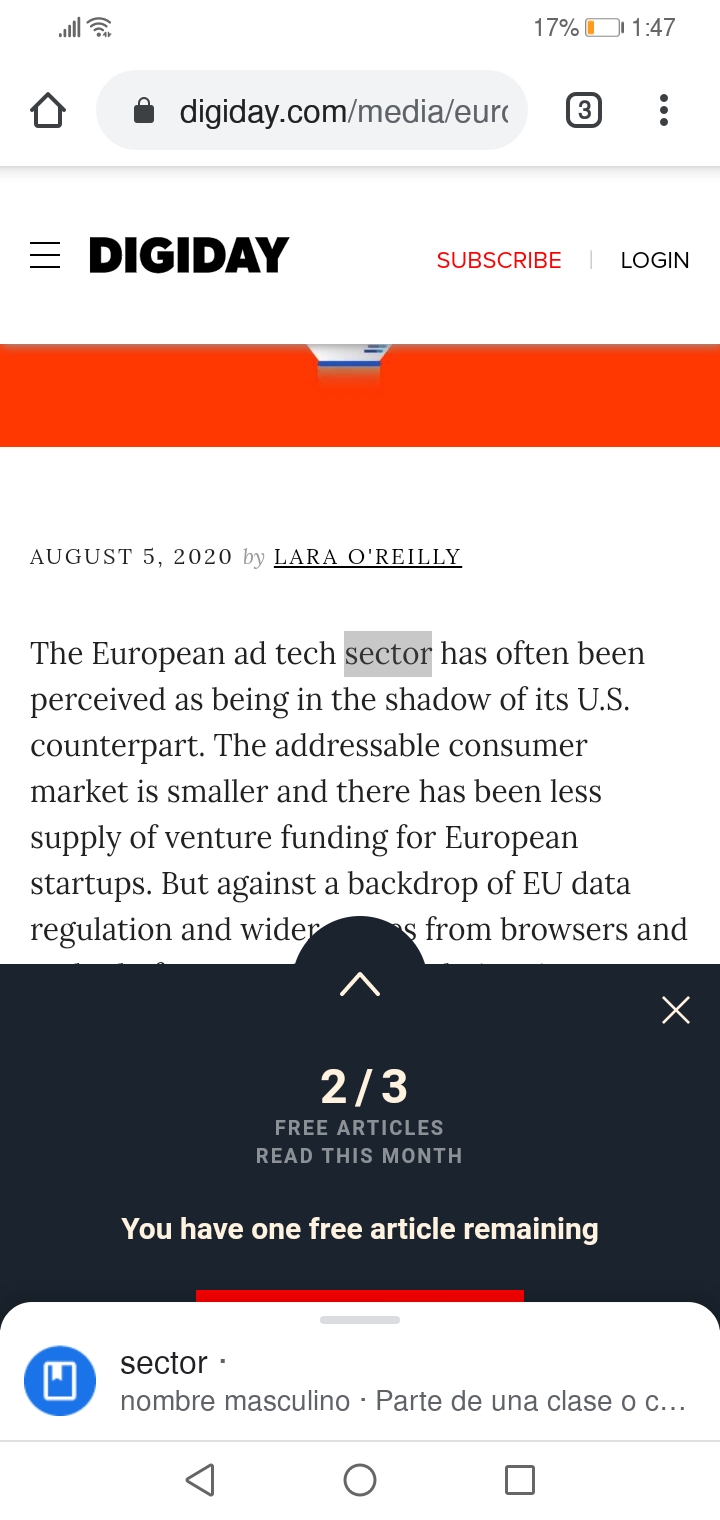 17% 1:47
digiday.com/media/euro
3
DIGIDAY
SUBSCRIBE | LOGIN
AUGUST 5, 2020 by LARA O'REILLY
The European ad tech sector has often been
perceived as being in the shadow of its U.S.
counterpart. The addressable consumer
market is smaller and there has been less
supply of venture funding for European
startups. But against a backdrop of EU data
regulation and wider from browsers and
2/3
FREE ARTICLES
READ THIS MONTH
You have one free article remaining
sector ·
nombre masculino · Parte de una clase o c...